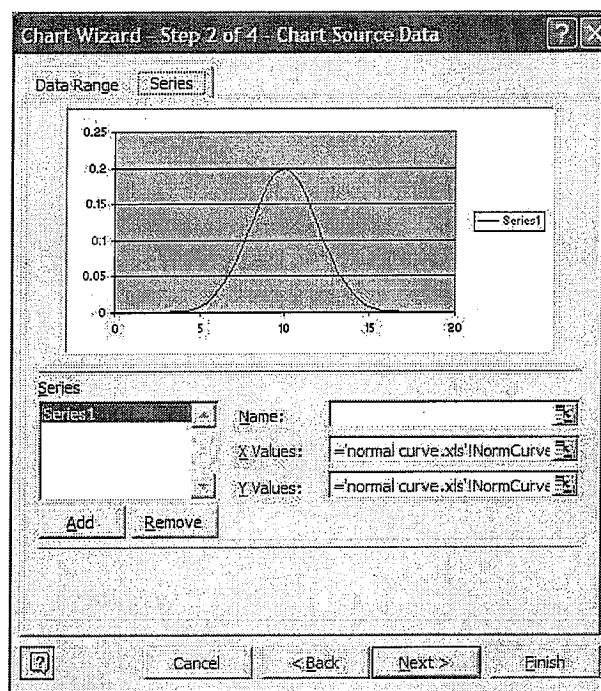 Chart Wizard - Step 2 of 4 - Chart Source Data
Data Range Series
0.25
0.2
0.15
0.1
0.05
0
0 5 10 15 20
Series1
Series
Series1
Name:
X Values: ='normal curve.xls'!NormCurve
Y Values: ='normal curve.xls'!NormCurve
Add Remove
Cancel < Back Next > Finish